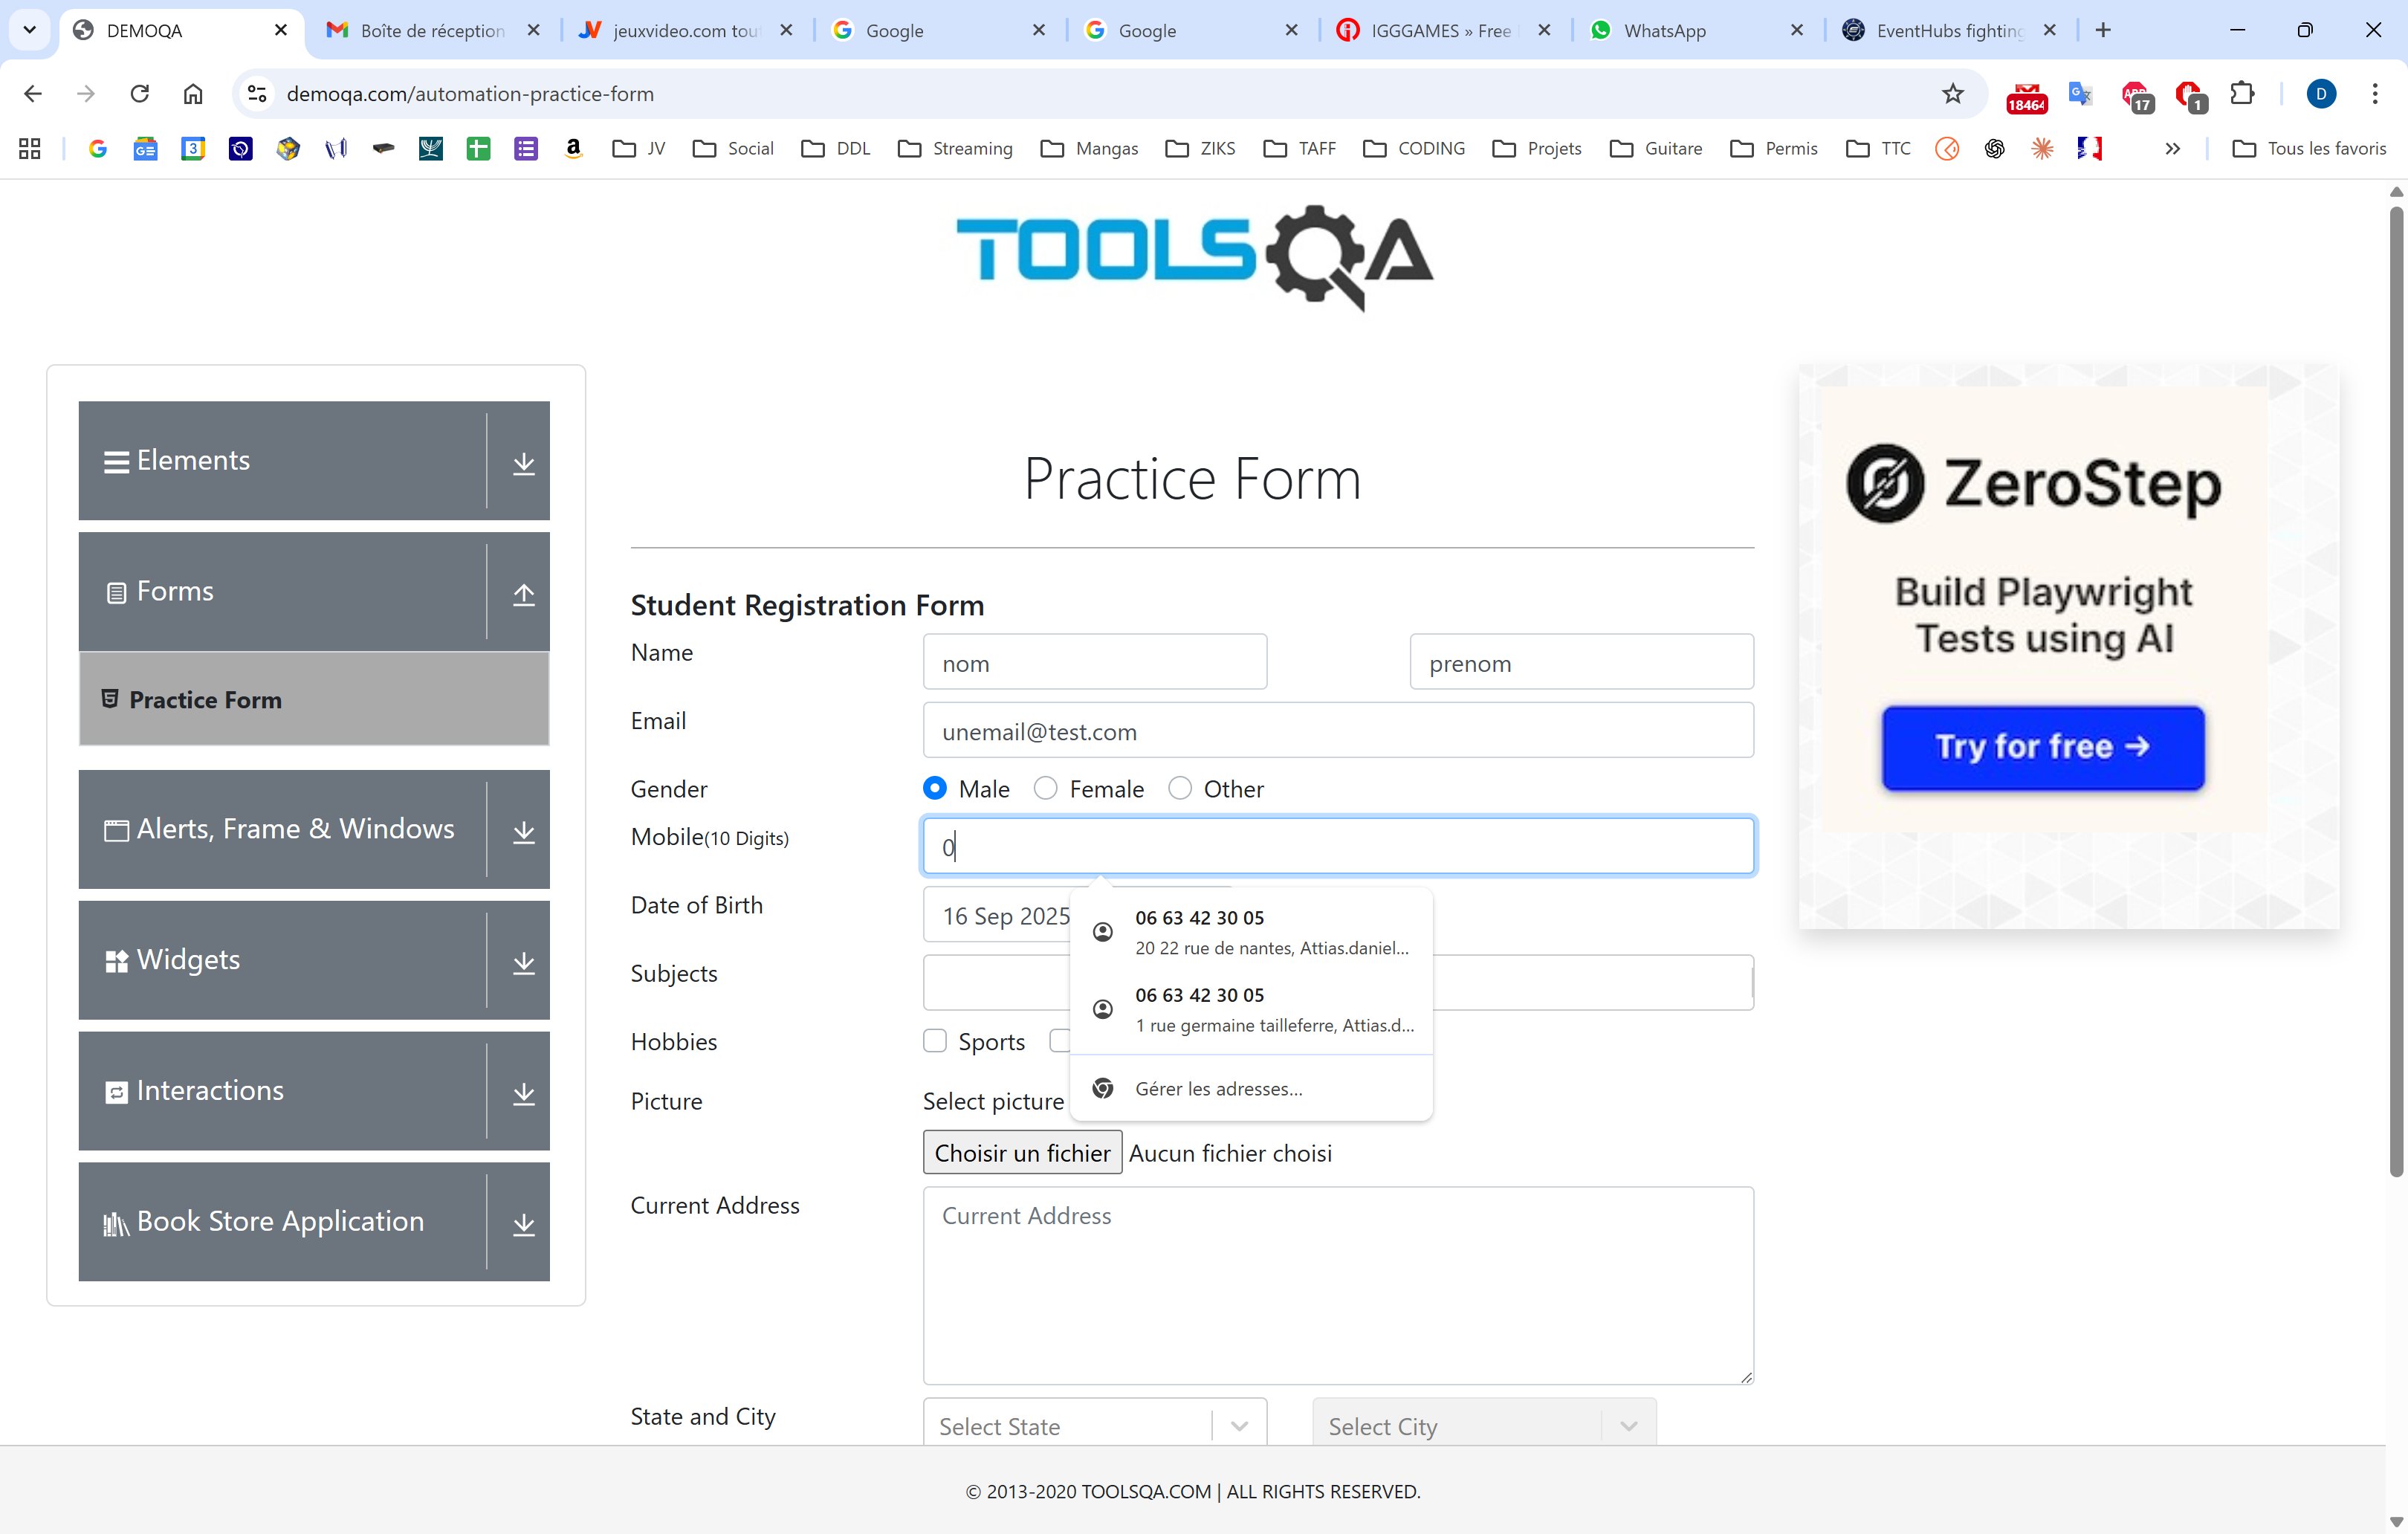 DEMOQA
Boîte de réception
jeuxvideo.com tou
Google
Google
IGGGAMES » Free
WhatsApp
EventHubs fighting
demoqa.com/automation-practice-form
18464
17
1
D
JV
Social
DDL
Streaming
Mangas
ZIKS
TAFF
CODING
Projets
Guitare
Permis
TTC
Tous les favoris
TOOLSQA
Elements
Forms
Practice Form
Alerts, Frame & Windows
Widgets
Interactions
Book Store Application
Practice Form
Student Registration Form
Name
nom
prenom
Email
unemail@test.com
Gender
Male
Female
Other
Mobile(10 Digits)
0
Date of Birth
16 Sep 2025
06 63 42 30 05
20 22 rue de nantes, Attias.daniel...
06 63 42 30 05
1 rue germaine tailleferre, Attias.d...
Gérer les adresses...
Subjects
Hobbies
Sports
Picture
Select picture
Choisir un fichier
Aucun fichier choisi
Current Address
Current Address
State and City
Select State
Select City
ZeroStep
Build Playwright
Tests using AI
Try for free →
© 2013-2020 TOOLSQA.COM | ALL RIGHTS RESERVED.